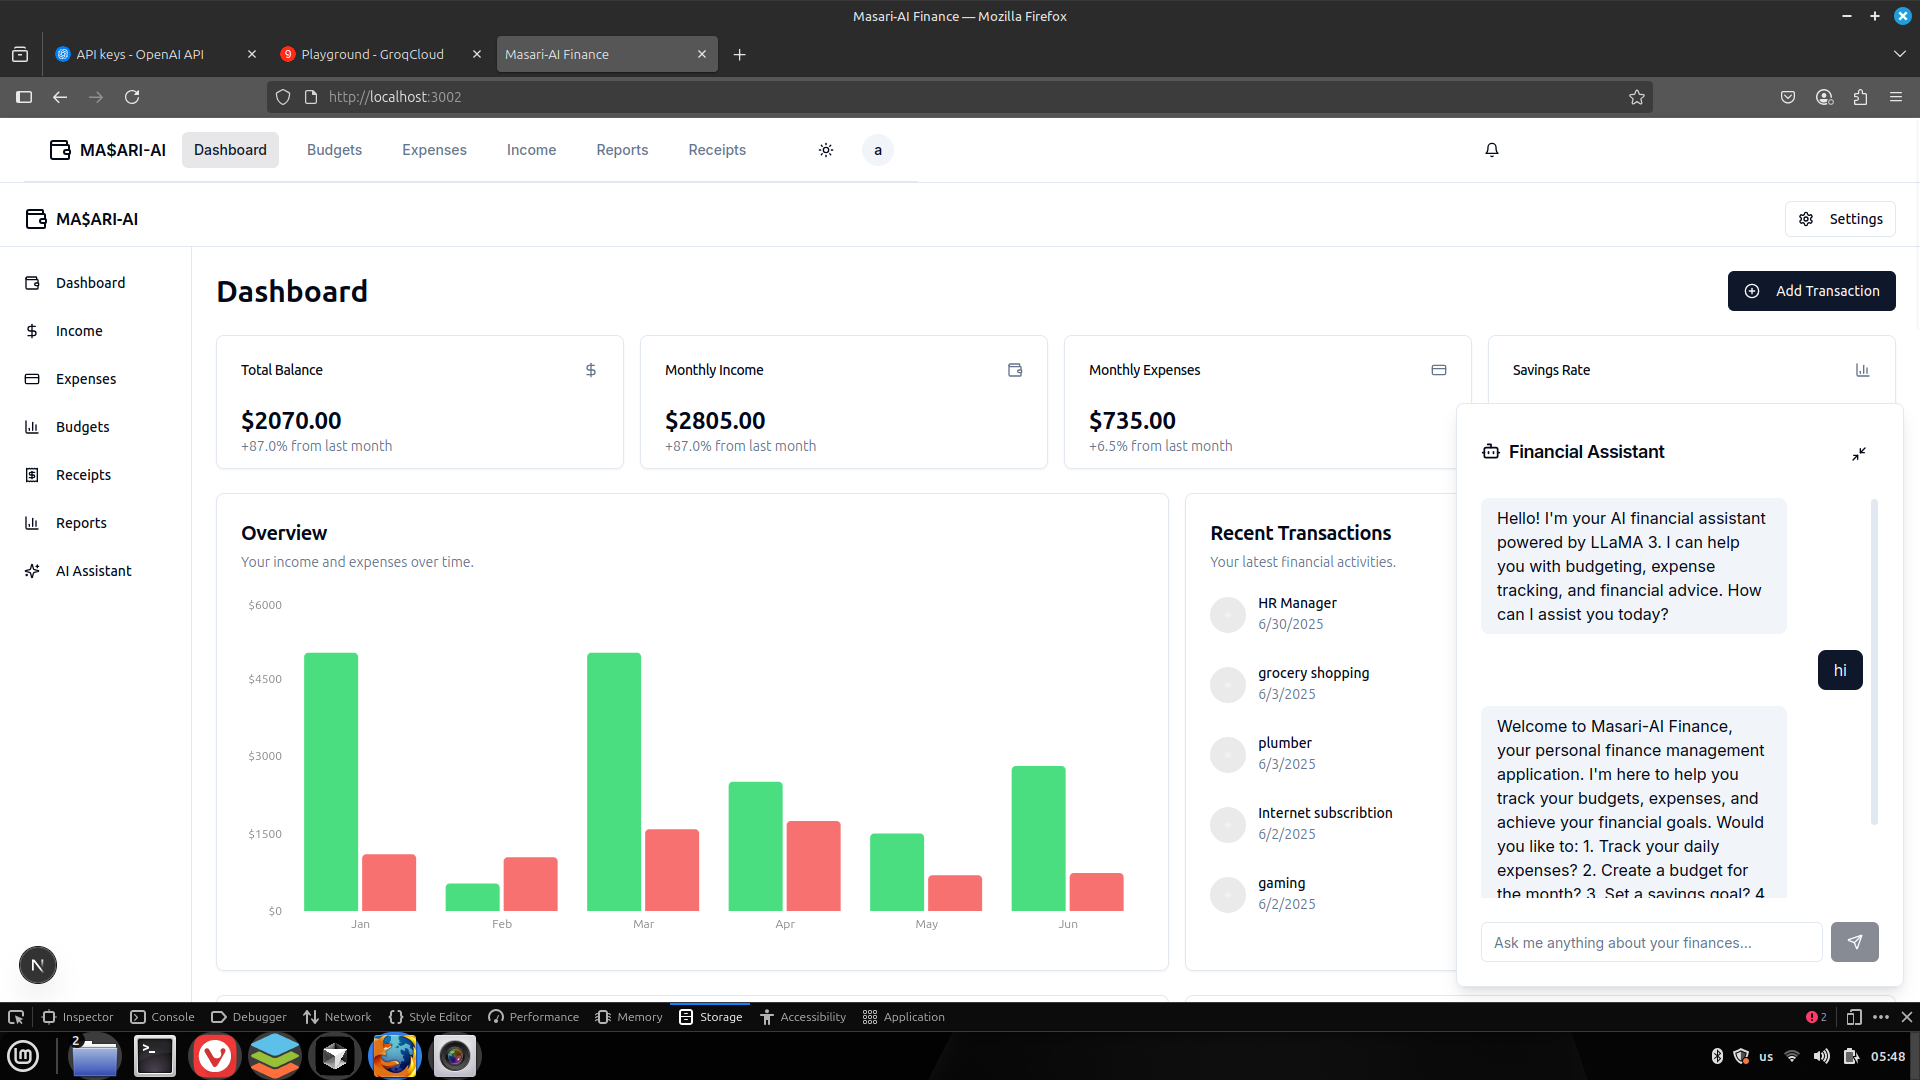 Masari-AI Finance — Mozilla Firefox
API keys - OpenAI API
Playground - GroqCloud
Masari-AI Finance
http://localhost:3002
MA$ARI-AI
Dashboard
Budgets
Expenses
Income
Reports
Receipts
a
MA$ARI-AI
Settings
Dashboard
Income
Expenses
Budgets
Receipts
Reports
AI Assistant
Dashboard
Add Transaction
Total Balance
$
$2070.00
+87.0% from last month
Monthly Income
$2805.00
+87.0% from last month
Monthly Expenses
$735.00
+6.5% from last month
Savings Rate
Overview
Your income and expenses over time.
$6000
$4500
$3000
$1500
$0
Jan
Feb
Mar
Apr
May
Jun
Recent Transactions
Your latest financial activities.
HR Manager
6/30/2025
grocery shopping
6/3/2025
plumber
6/3/2025
Internet subscribtion
6/2/2025
gaming
6/2/2025
Financial Assistant
Hello! I'm your AI financial assistant
powered by LLaMA 3. I can help
you with budgeting, expense
tracking, and financial advice. How
can I assist you today?
hi
Welcome to Masari-AI Finance,
your personal finance management
application. I'm here to help you
track your budgets, expenses, and
achieve your financial goals. Would
you like to: 1. Track your daily
expenses? 2. Create a budget for
the month? 3. Set a savings goal? 4
Ask me anything about your finances...
N
Inspector
Console
Debugger
Network
Style Editor
Performance
Memory
Storage
Accessibility
Application
2
2
us
05:48